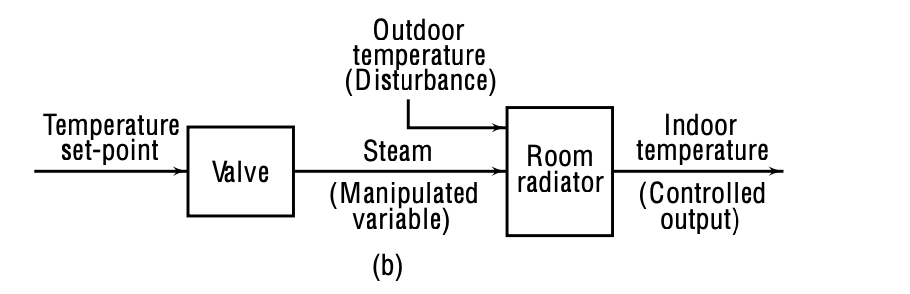 Outdoor
temperature
(Disturbance)
Temperature
set-point
Valve
Steam
(Manipulated
variable)
Room
radiator
Indoor
temperature
(Controlled
output)
(b)